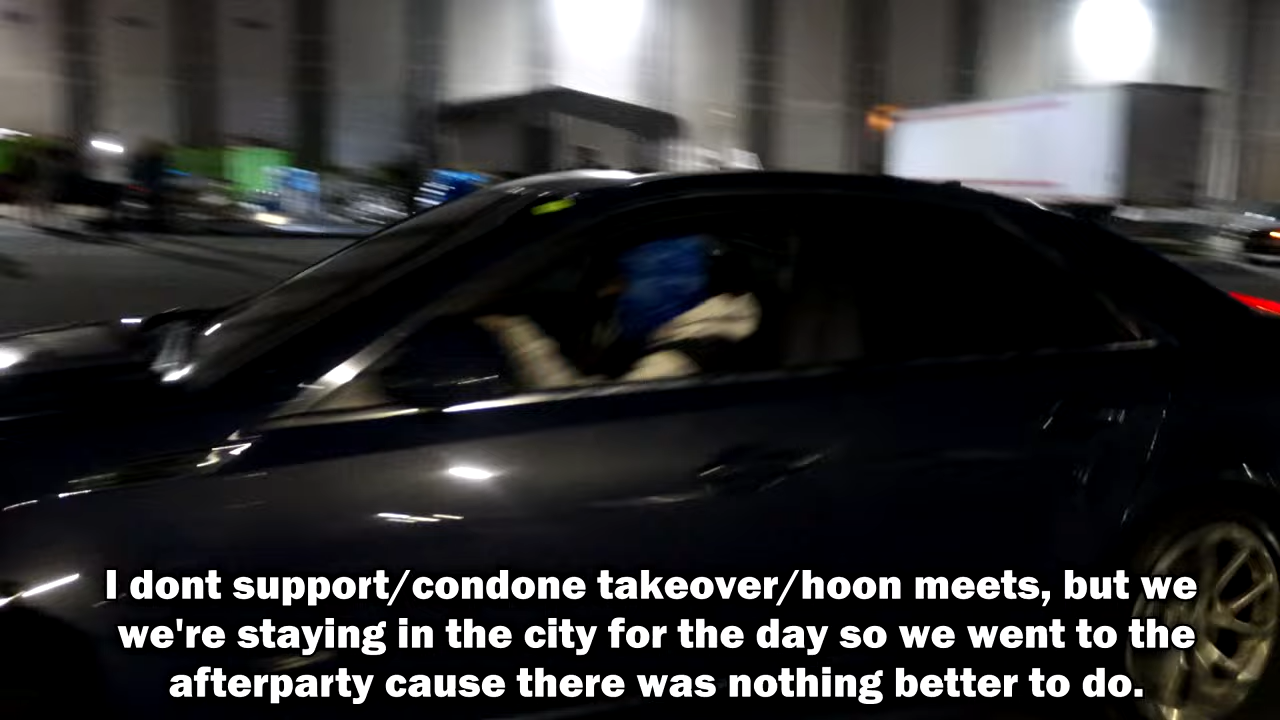 I dont support/condone takeover/hoon meets, but we
we're staying in the city for the day so we went to the
afterparty cause there was nothing better to do.